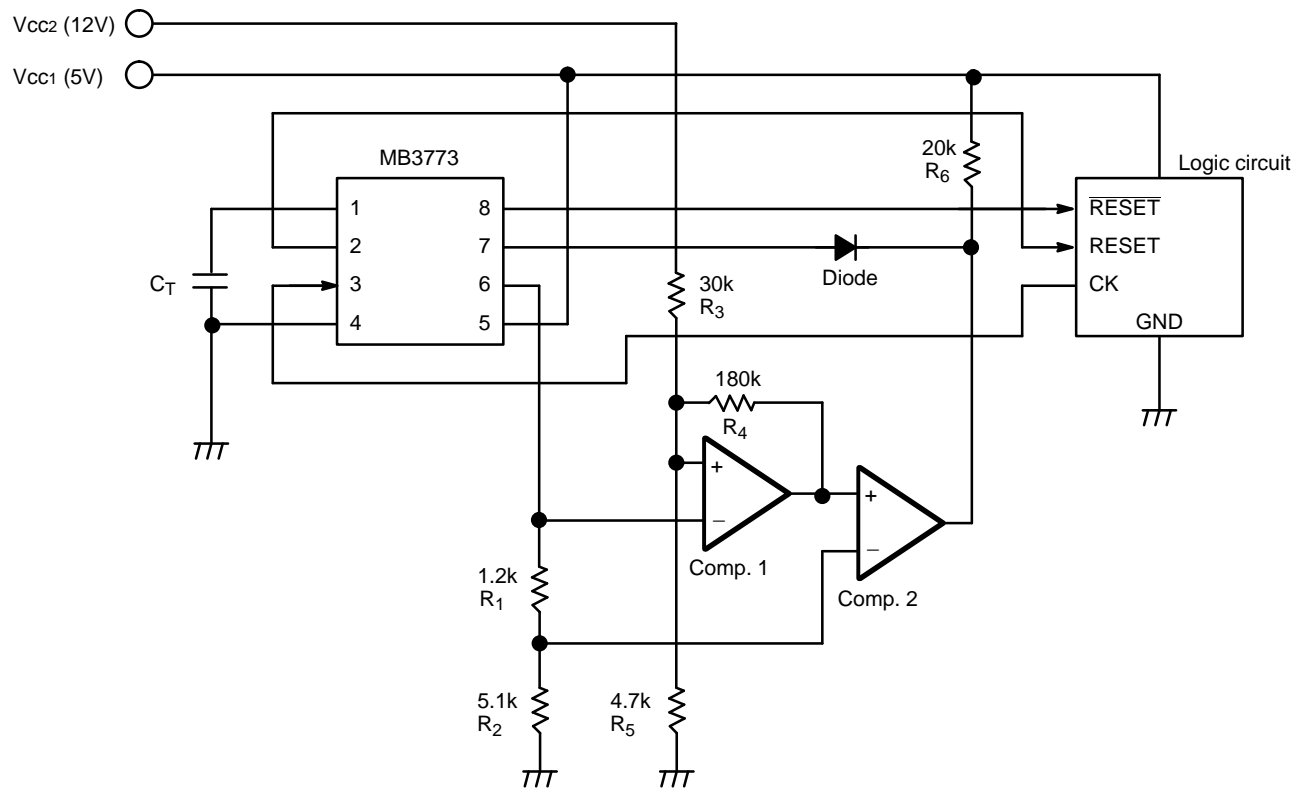 Vcc2 (12V)
Vcc1 (5V)
MB3773
20k
R6
Logic circuit
1
8
RESET
2
7
RESET
CT
3
6
Diode
30k
R3
CK
4
5
GND
180k
R4
+
−
Comp. 1
+
−
Comp. 2
1.2k
R1
5.1k
R2
4.7k
R5